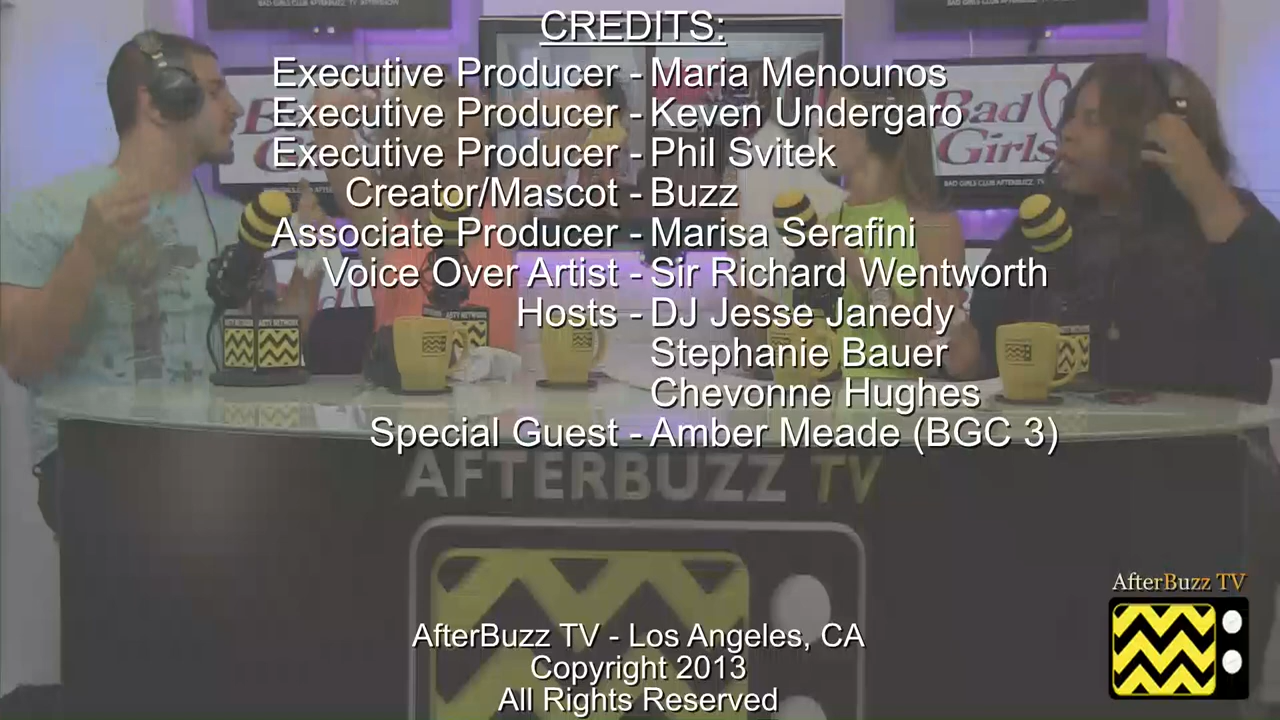 CREDITS:
Executive Producer - Maria Menounos
Executive Producer - Keven Undergaro
Executive Producer - Phil Svitek
Creator/Mascot - Buzz
Associate Producer - Marisa Serafini
Voice Over Artist - Sir Richard Wentworth
Hosts - DJ Jesse Janedy
Stephanie Bauer
Chevonne Hughes
Special Guest - Amber Meade (BGC 3)
Bad
Girls
AFTERBUZZ TV
AfterBuzz TV
AfterBuzz TV - Los Angeles, CA
Copyright 2013
All Rights Reserved